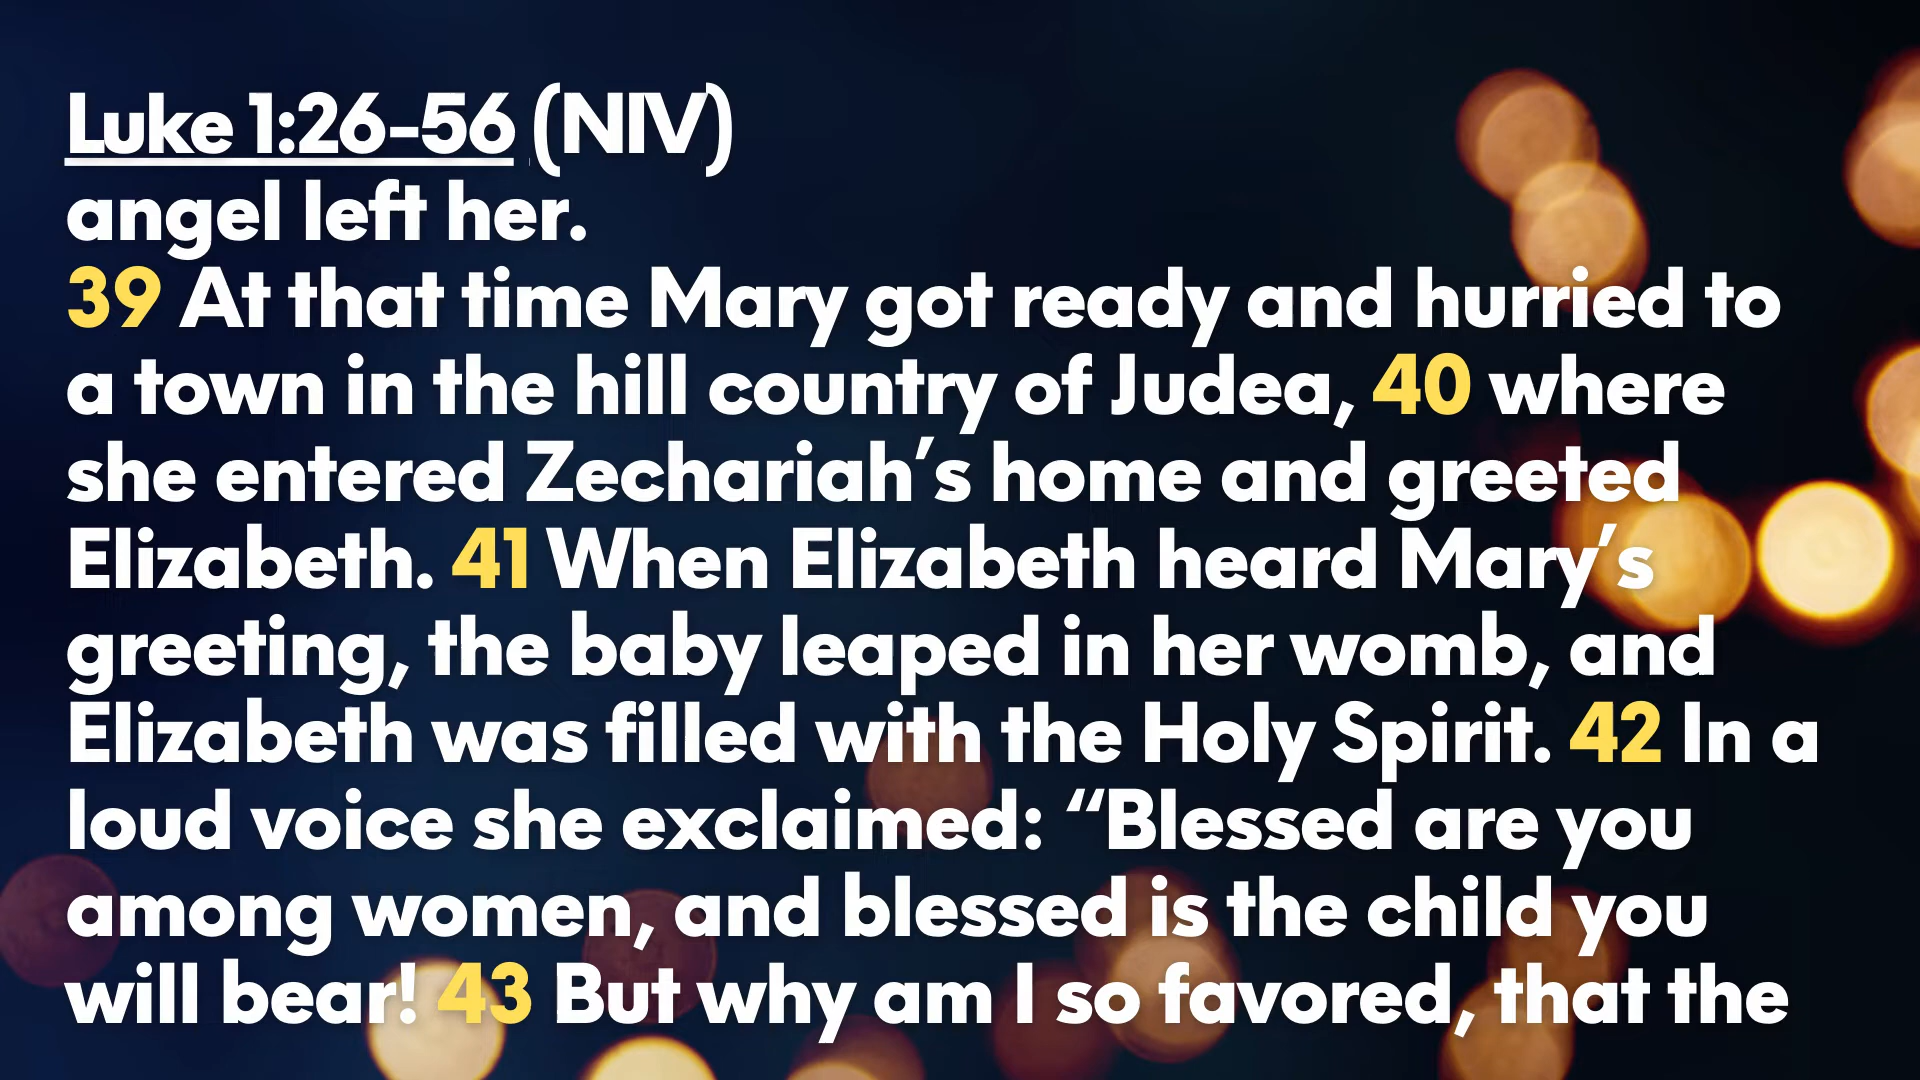 Luke 1:26-56 (NIV)
angel left her.
39 At that time Mary got ready and hurried to
a town in the hill country of Judea, 40 where
she entered Zechariah’s home and greeted
Elizabeth. 41 When Elizabeth heard Mary’s
greeting, the baby leaped in her womb, and
Elizabeth was filled with the Holy Spirit. 42 In a
loud voice she exclaimed: “Blessed are you
among women, and blessed is the child you
will bear! 43 But why am I so favored, that the